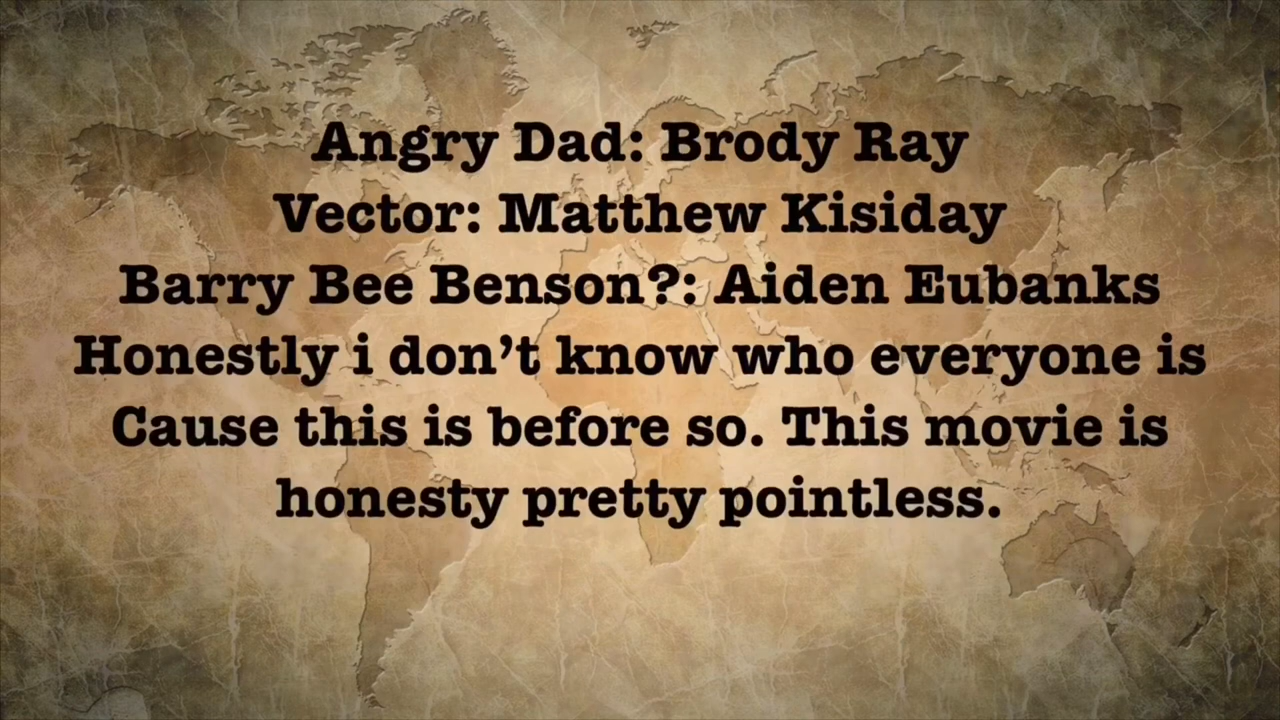 Angry Dad: Brody Ray
Vector: Matthew Kisiday
Barry Bee Benson?: Aiden Eubanks
Honestly i don’t know who everyone is
Cause this is before so. This movie is
honesty pretty pointless.